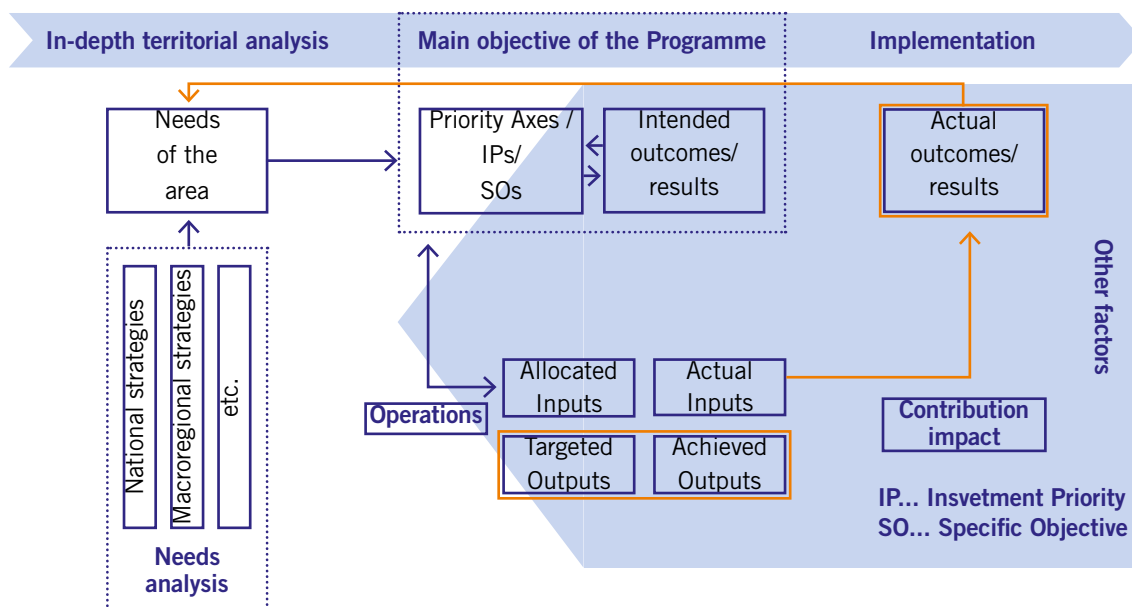 In-depth territorial analysis
Main objective of the Programme
Implementation
Needs
of the
area
Priority Axes /
IPs/
SOs
Intended
outcomes/
results
Actual
outcomes/
results
National strategies
Macroregional strategies
etc.
Needs
analysis
Operations
Allocated
Inputs
Actual
Inputs
Targeted
Outputs
Achieved
Outputs
Other factors
Contribution
impact
IP... Insvetment Priority
SO... Specific Objective